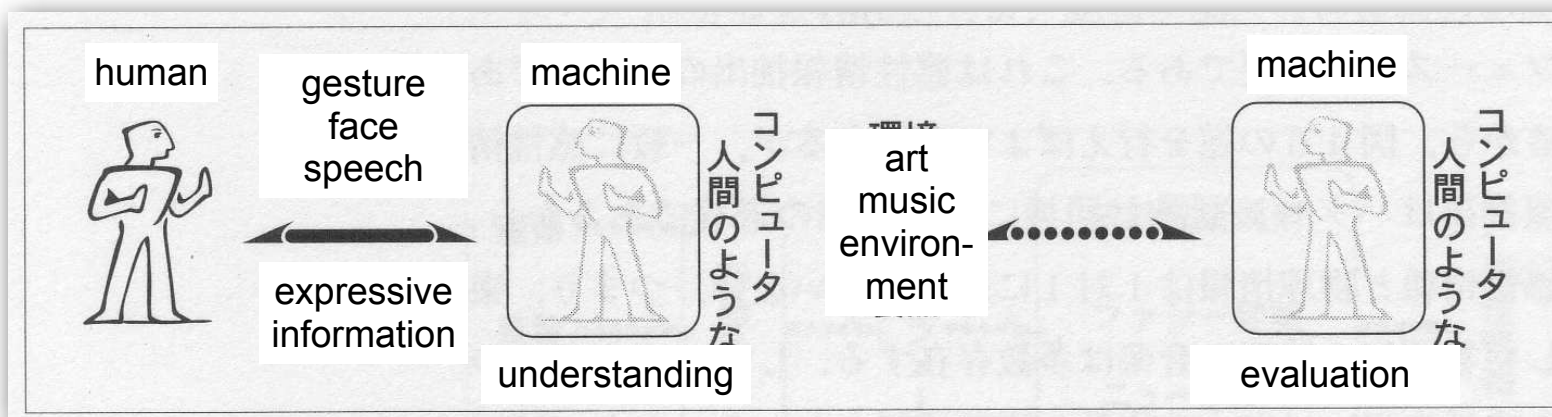 human
gesture
face
speech
expressive
information
machine
コンピュータ
人間のような
understanding
art
music
environ-
ment
machine
コンピュータ
人間のような
evaluation